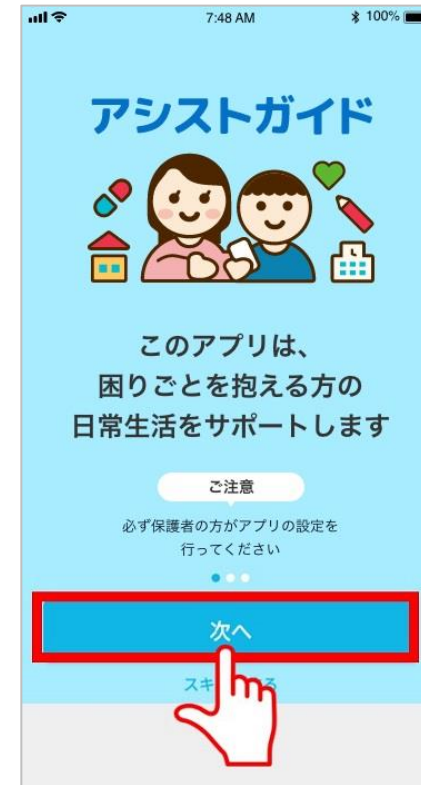 7:48 AM
100%
アシストガイド
このアプリは、
困りごとを抱える方の
日常生活をサポートします
ご注意
必ず保護者の方がアプリの設定を
行ってください
次へ
スキ る